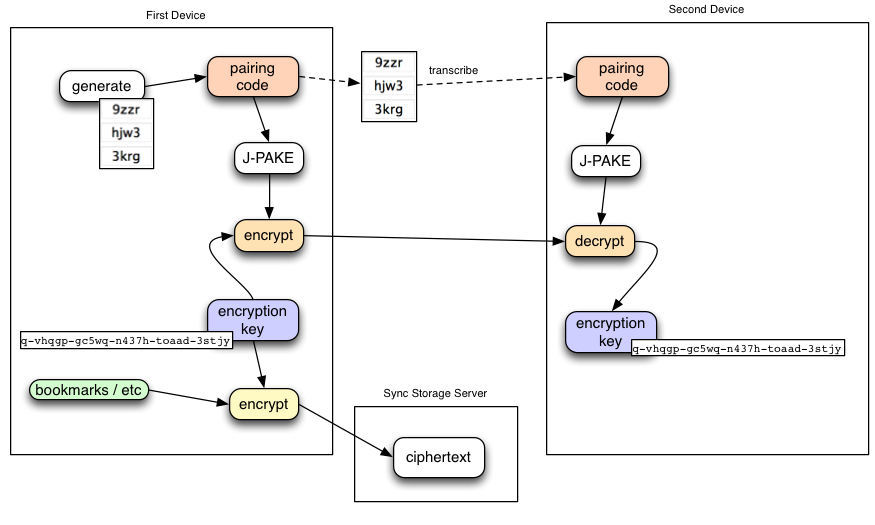 First Device
generate
9zzr
hjw3
3krg
pairing
code
J-PAKE
encrypt
encryption
key
q-vhqgp-gc5wq-n437h-toaad-3stjy
bookmarks / etc
encrypt
9zzr
hjw3
3krg
transcribe
Sync Storage Server
ciphertext
Second Device
pairing
code
J-PAKE
decrypt
encryption
key
q-vhqgp-gc5wq-n437h-toaad-3stjy